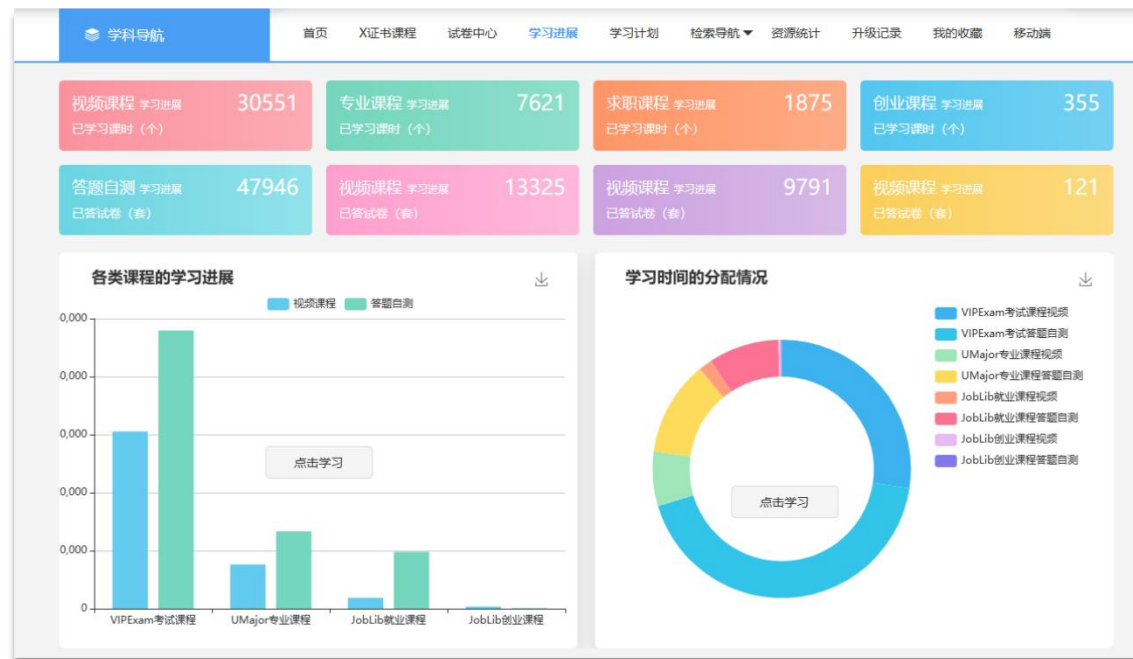 学科导航
首页 X证书课程 试卷中心 学习进展 学习计划 检索导航 资源统计 升级记录 我的收藏 移动端
视频课程 学习进展 30551
已学习课时（个）
专业课程 学习进展 7621
已学习课时（个）
求职课程 学习进展 1875
已学习课时（个）
创业课程 学习进展 355
已学习课时（个）
答题自测 学习进展 47946
已答试卷（套）
视频课程 学习进展 13325
已答试卷（套）
视频课程 学习进展 9791
已答试卷（套）
视频课程 学习进展 121
已答试卷（套）
各类课程的学习进展
视频课程 答题自测
0,000
0,000
0,000
0,000
0,000
0
点击学习
VIPExam考试课程 UMajor专业课程 JobLib就业课程 JobLib创业课程
学习时间的分配情况
VIPExam考试课程视频
VIPExam考试答题自测
UMajor专业课程视频
UMajor专业课程答题自测
JobLib就业课程视频
JobLib就业课程答题自测
JobLib创业课程视频
JobLib创业课程答题自测
点击学习